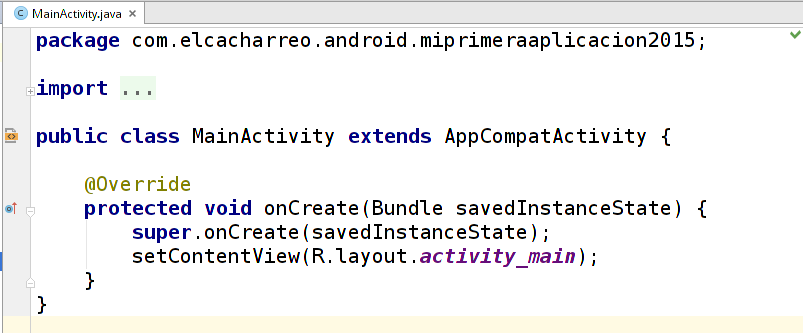 MainActivity.java
package com.elcacharreo.android.miprimeraaplicacion2015;
import ...
public class MainActivity extends AppCompatActivity {
@Override
protected void onCreate(Bundle savedInstanceState) {
super.onCreate(savedInstanceState);
setContentView(R.layout.activity_main);
}
}